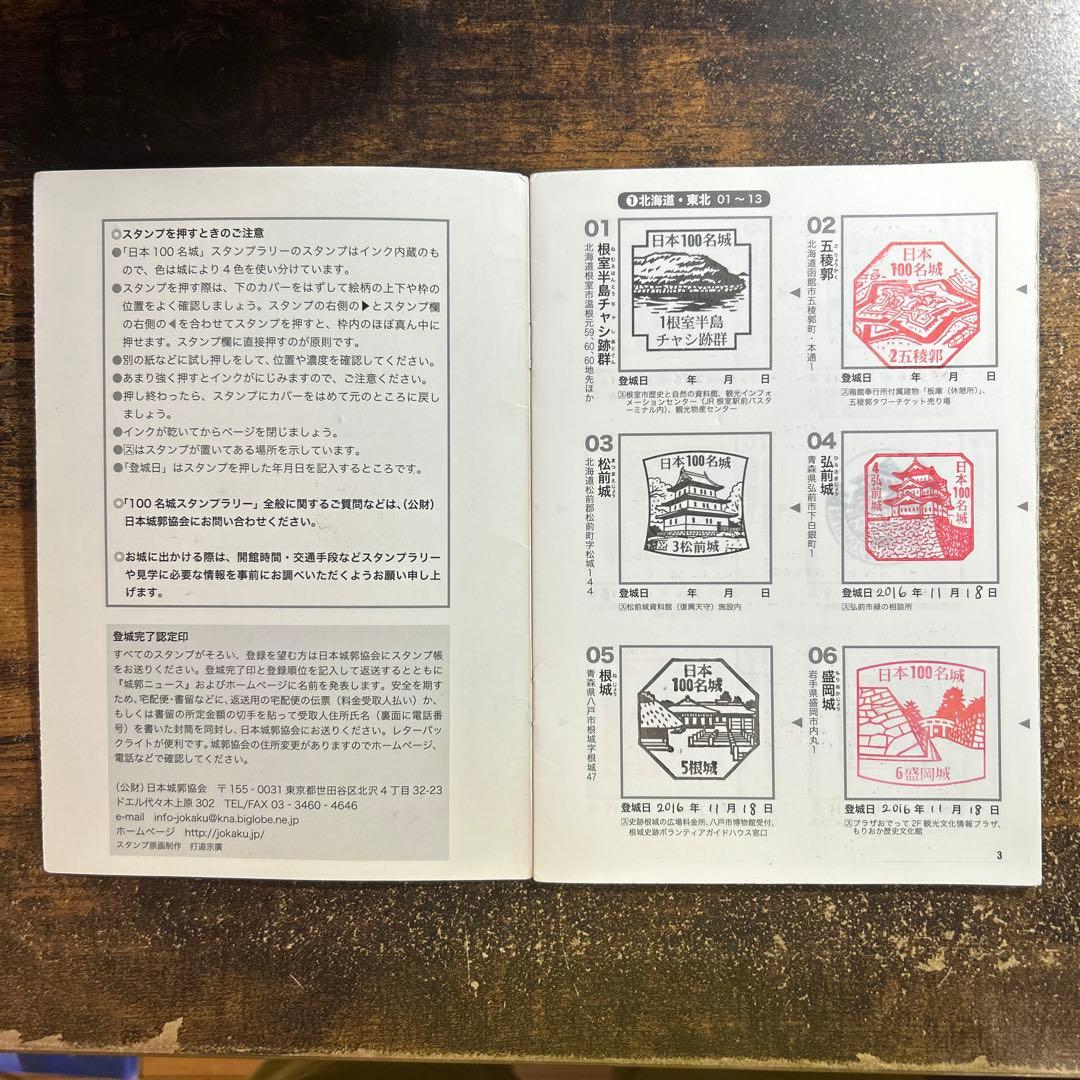 ◎スタンプを押すときのご注意
●「日本100名城」スタンプラリーのスタンプはインク内蔵のもので、色は城により4色を使い分けています。
●スタンプを押す際は、下のカバーをはずして絵柄の上下や枠の
位置をよく確認しましょう。スタンプの右側の▶とスタンプ欄
の右側の◀を合わせてスタンプを押すと、枠内のほぼ真ん中に
押せます。スタンプ欄に直接押すのが原則です。
●別の紙などに試し押しをして、位置や濃度を確認してください。
●あまり強く押すとインクがにじみますので、ご注意ください。
●押し終わったら、スタンプにカバーをはめて元のところに戻し
ましょう。
●インクが乾いてからページを閉じましょう。
●スはスタンプが置いてある場所を示しています。
●「登城日」はスタンプを押した年月日を記入するところです。
◎「100名城スタンプラリー」全般に関するご質問などは、(公財)
日本城郭協会にお問い合わせください。
◎お城に出かける際は、開館時間・交通手段などスタンプラリー
や見学に必要な情報を事前にお調べいただくようお願い申し上
げます。
登城完了認定印
すべてのスタンプがそろい、登録を望む方は日本城郭協会にスタンプ帳
をお送りください。登城完了印と登録順位を記入して返送するとともに
『城郭ニュース』およびホームページに名前を発表します。安全を期す
ため、宅配便・書留などに、返送用の宅配便の伝票（料金受取人払い）か、
もしくは書留の所定金額の切手を貼って受取人住所氏名（裏面に電話番
号）を書いた封筒を同封し、日本城郭協会にお送りください。レターパッ
クライトが便利です。城郭協会の住所変更がありますのでホームページ、
電話などで確認してください。
（公財）日本城郭協会　〒155-0031 東京都世田谷区北沢4丁目32-23
ドエル代々木上原302　TEL/FAX 03-3460-4646
e-mail　info-jokaku@kna.biglobe.ne.jp
ホームページ　http://jokaku.jp/
スタンプ原画制作　打道宗廣
❶北海道・東北 01〜13
01
根室半島チャシ跡群
ねむろはんとうちゃしあとぐん
北海道根室市温根元59、60、60地先ほか
日本100名城
1根室半島
チャシ跡群
登城日　年　月　日
ス根室市歴史と自然の資料館、観光インフォ
メーションセンター（JR根室駅前バスタ
ーミナル内）、観光物産センター
02
五稜郭
ごりょうかく
北海道函館市五稜郭町・本通1
日本
100名城
2五稜郭
登城日　年　月　日
ス箱館奉行所付属建物「板庫（休憩所）」、
五稜郭タワーチケット売り場
03
松前城
まつまえじょう
北海道松前郡松前町字松城144
日本100名城
3松前城
登城日　年　月　日
ス松前城資料館（復興天守）施設内
04
弘前城
ひろさきじょう
青森県弘前市下白銀町1
日本100名城
4弘前城
登城日 2016 年 11 月 18 日
ス弘前市緑の相談所
05
根城
ねじょう
青森県八戸市根城字根城47
日本
100名城
5根城
登城日 2016 年 11 月 18 日
ス史跡根城の広場料金所、八戸市博物館受付、
根城史跡ボランティアガイドハウス窓口
06
盛岡城
もりおかじょう
岩手県盛岡市内丸1
日本100名城
6盛岡城
登城日 2016 年 11 月 18 日
スプラザおでって2F観光文化情報プラザ、
もりおか歴史文化館
3